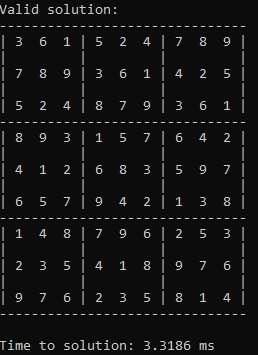 Valid solution:
-------------------------------
| 3 6 1 | 5 2 4 | 7 8 9 |
| 7 8 9 | 3 6 1 | 4 2 5 |
| 5 2 4 | 8 7 9 | 3 6 1 |
-------------------------------
| 8 9 3 | 1 5 7 | 6 4 2 |
| 4 1 2 | 6 8 3 | 5 9 7 |
| 6 5 7 | 9 4 2 | 1 3 8 |
-------------------------------
| 1 4 8 | 7 9 6 | 2 5 3 |
| 2 3 5 | 4 1 8 | 9 7 6 |
| 9 7 6 | 2 3 5 | 8 1 4 |
-------------------------------
Time to solution: 3.3186 ms